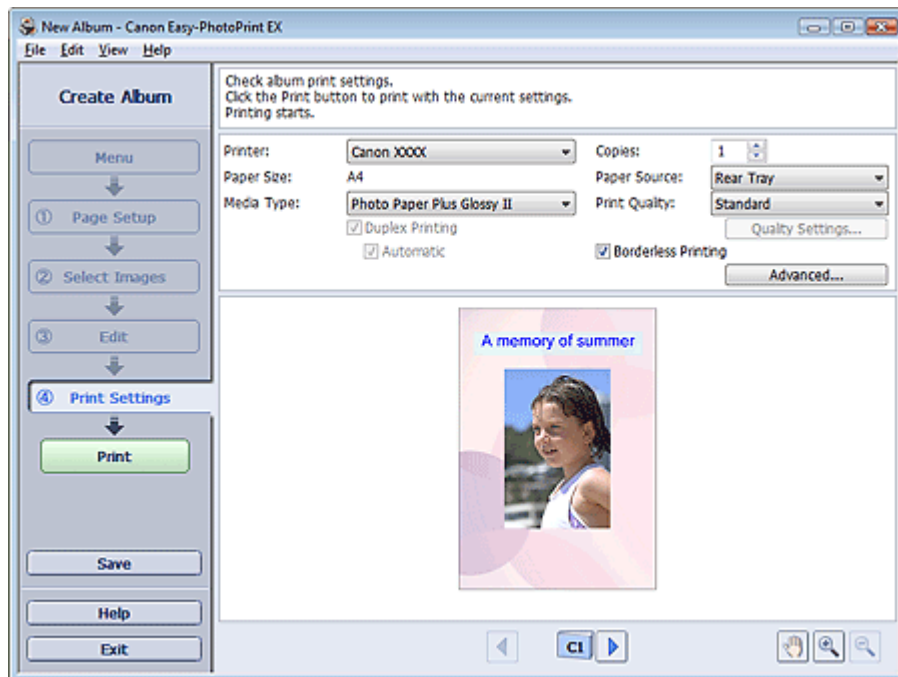 New Album - Canon Easy-PhotoPrint EX
File Edit View Help
Create Album
Check album print settings.
Click the Print button to print with the current settings.
Printing starts.
Menu
① Page Setup
② Select Images
③ Edit
④ Print Settings
Print
Save
Help
Exit
Printer: Canon XXXX Copies: 1
Paper Size: A4 Paper Source: Rear Tray
Media Type: Photo Paper Plus Glossy II Print Quality: Standard
Duplex Printing Quality Settings...
Automatic Borderless Printing
Advanced...
A memory of summer
C1